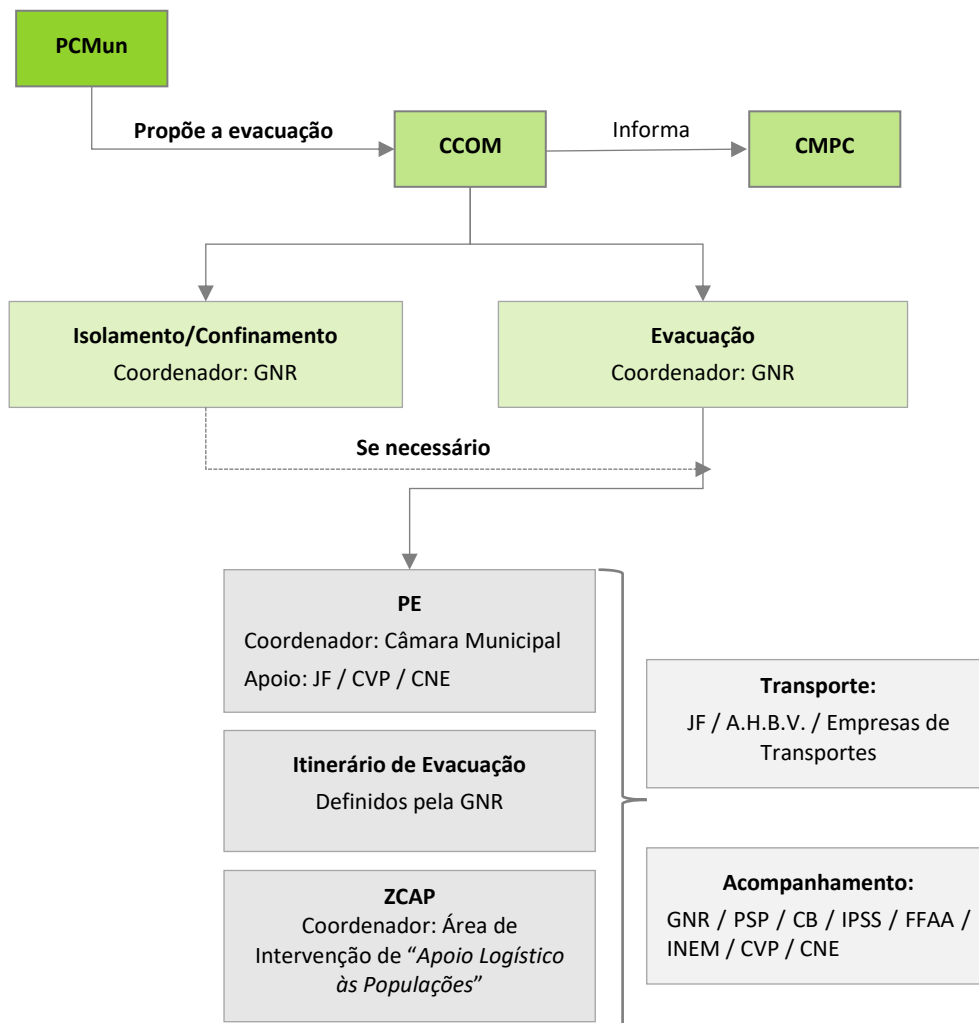 PCMun
Propõe a evacuação
CCOM
Informa
CMPC
Isolamento/Confinamento
Coordenador: GNR
Evacuação
Coordenador: GNR
Se necessário
PE
Coordenador: Câmara Municipal
Apoio: JF / CVP / CNE
Itinerário de Evacuação
Definidos pela GNR
ZCAP
Coordenador: Área de
Intervenção de “Apoio Logístico
às Populações”
Transporte:
JF / A.H.B.V. / Empresas de
Transportes
Acompanhamento:
GNR / PSP / CB / IPSS / FFAA /
INEM / CVP / CNE